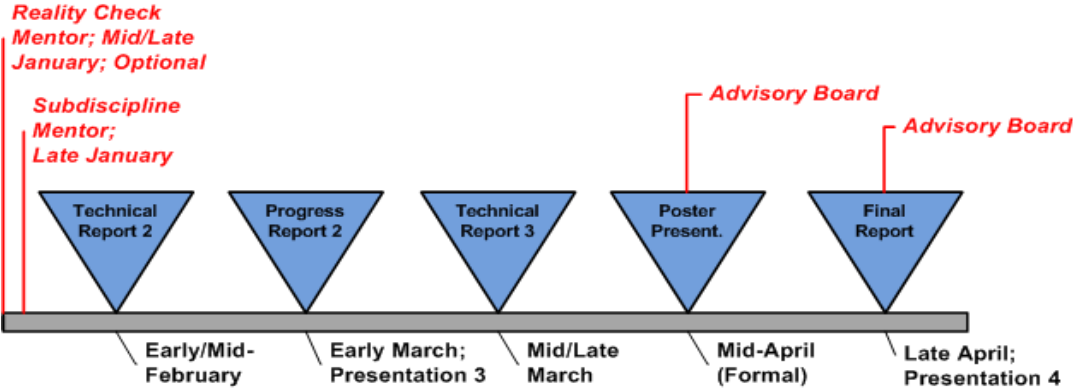 Reality Check
Mentor; Mid/Late
January; Optional
Subdiscipline
Mentor;
Late January
Advisory Board
Advisory Board
Technical
Report 2
Progress
Report 2
Technical
Report 3
Poster
Present.
Final
Report
Early/Mid-
February
Early March;
Presentation 3
Mid/Late
March
Mid-April
(Formal)
Late April;
Presentation 4